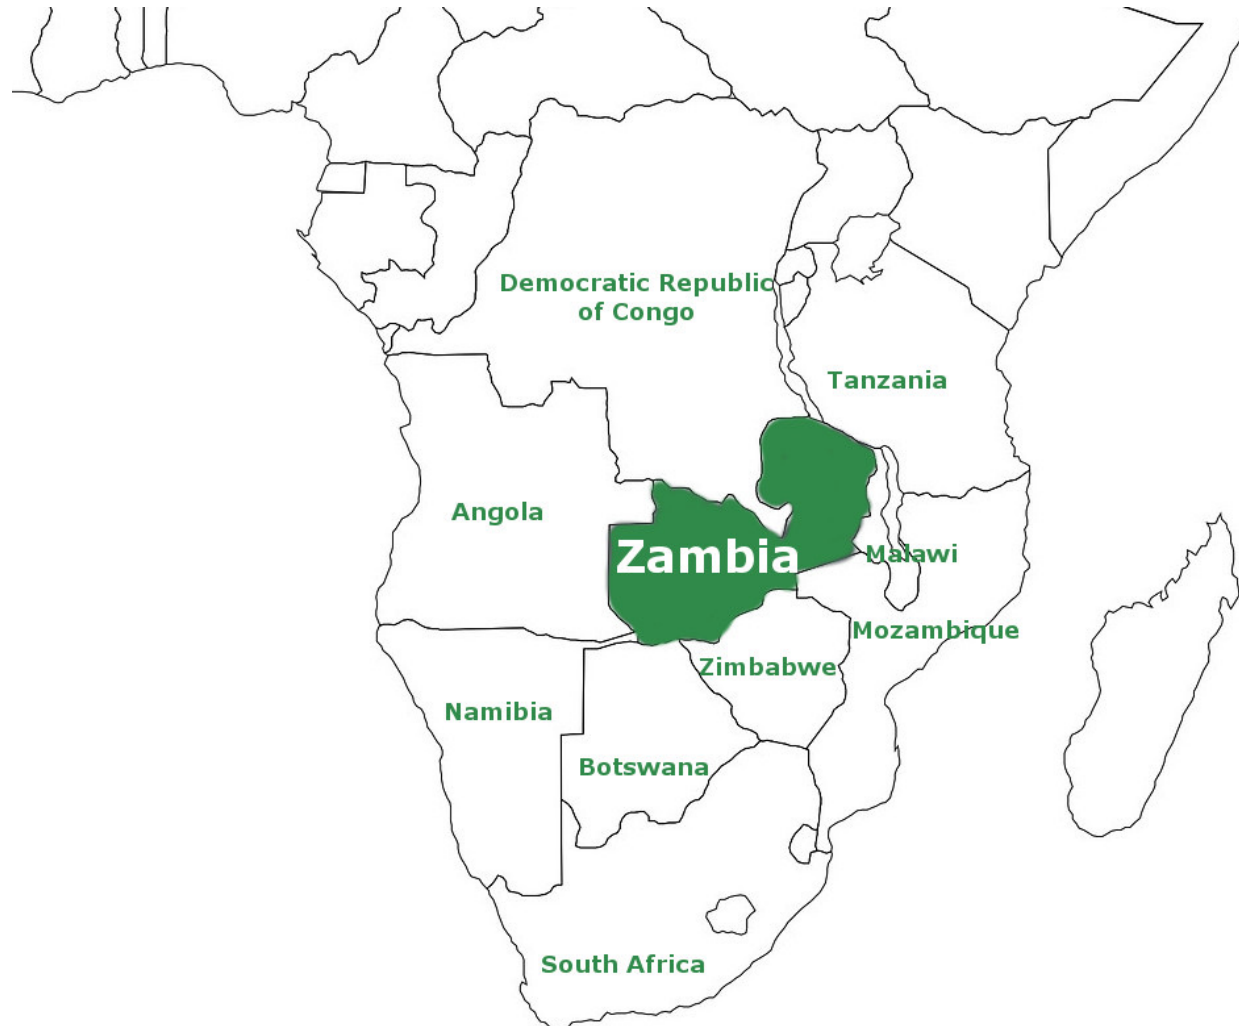 Democratic Republic
of Congo
Tanzania
Angola
Zambia
Malawi
Mozambique
Zimbabwe
Namibia
Botswana
South Africa